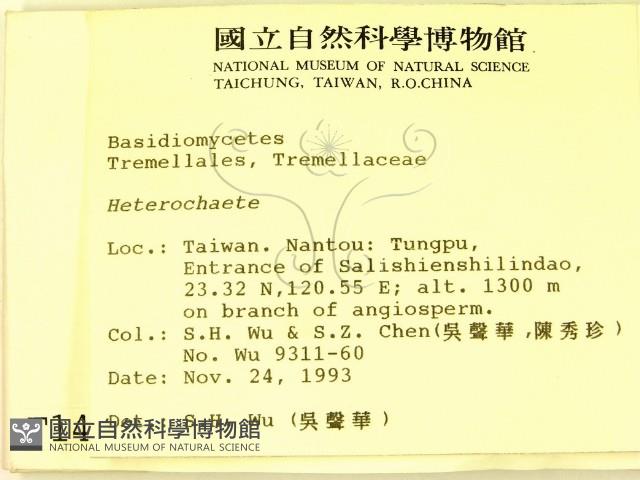 國立自然科學博物館
NATIONAL MUSEUM OF NATURAL SCIENCE
TAICHUNG, TAIWAN, R.O.CHINA
Basidiomycetes
Tremellales, Tremellaceae
Heterochaete
Loc.: Taiwan. Nantou: Tungpu,
Entrance of Salishienshilindao,
23.32 N,120.55 E; alt. 1300 m
on branch of angiosperm.
Col.: S.H. Wu & S.Z. Chen(吳聲華,陳秀珍)
No. Wu 9311-60
Date: Nov. 24, 1993
Det.: S.H. Wu (吳聲華)
14
國立自然科學博物館
NATIONAL MUSEUM OF NATURAL SCIENCE